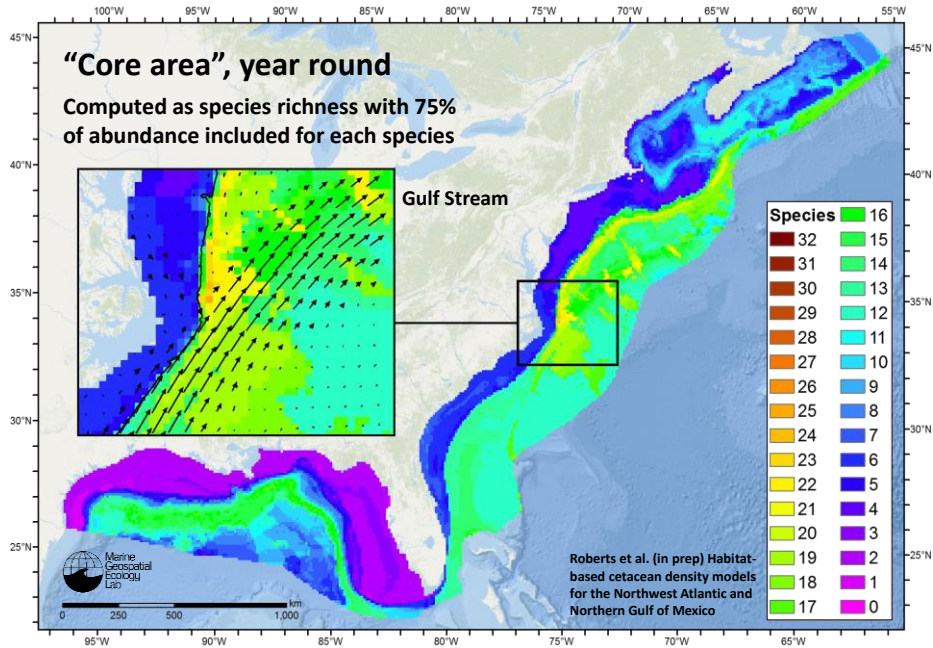 100°W 95°W 90°W 85°W 80°W 75°W 70°W 65°W 60°W 55°W
45°N 45°N
“Core area”, year round
Computed as species richness with 75%
of abundance included for each species
40°N 40°N
Gulf Stream
35°N 35°N
30°N 30°N
25°N 25°N
Species
32
31
30
29
28
27
26
25
24
23
22
21
20
19
18
17
16
15
14
13
12
11
10
9
8
7
6
5
4
3
2
1
0
Marine
Geospatial
Ecology
Lab
km
0 250 500 1,000
Roberts et al. (in prep) Habitat-
based cetacean density models
for the Northwest Atlantic and
Northern Gulf of Mexico
95°W 90°W 85°W 80°W 75°W 70°W 65°W